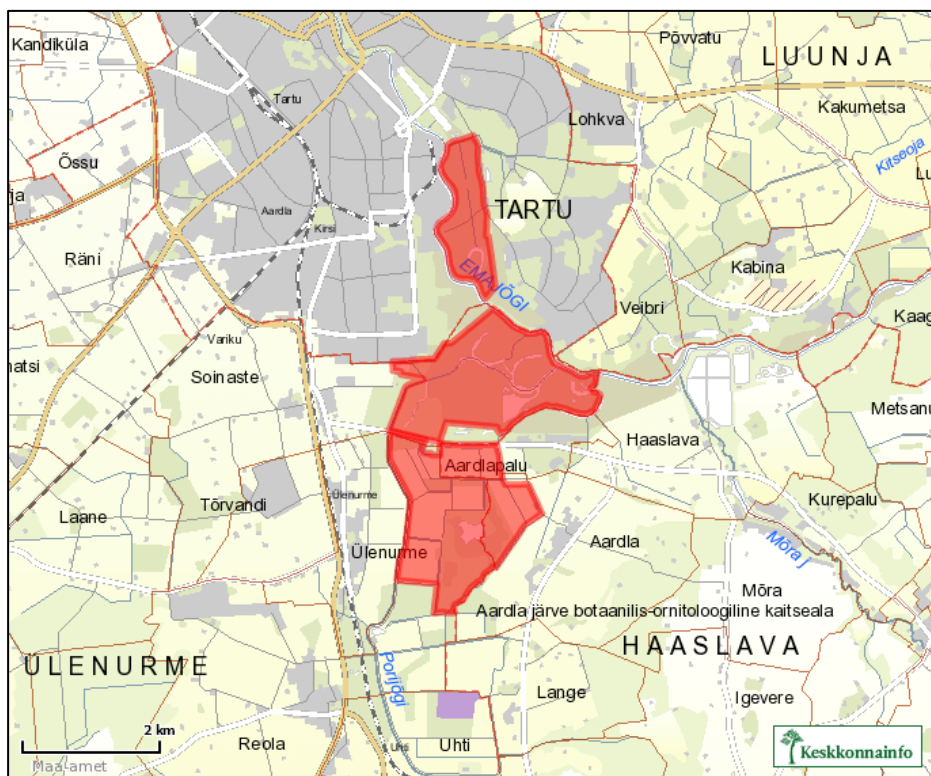 Kandiküla
Põvvatu
LUUNJA
Kakumetsa
Tartu
Lohkva
Kitseoja
Õssu
Lu
ja
TARTU
Aardla
Kirsi
Räni
EMAJÕGI
Kabina
Veibri
Kaag
natsi
Variku
Soinaste
Metsanu
Haaslava
Aardlapalu
Kurepalu
Tõrvandi
Ülenurme
Laane
Aardla
Mõra j
Ülenurme
Mõra
Aardla järve botaanilis-ornitoloogiline kaitseala
HAASLAVA
ÜLENURME
Porijõgi
Lange
Igevere
2 km
Reola
Uhti
Uhti
Keskkonnainfo
Maa-amet